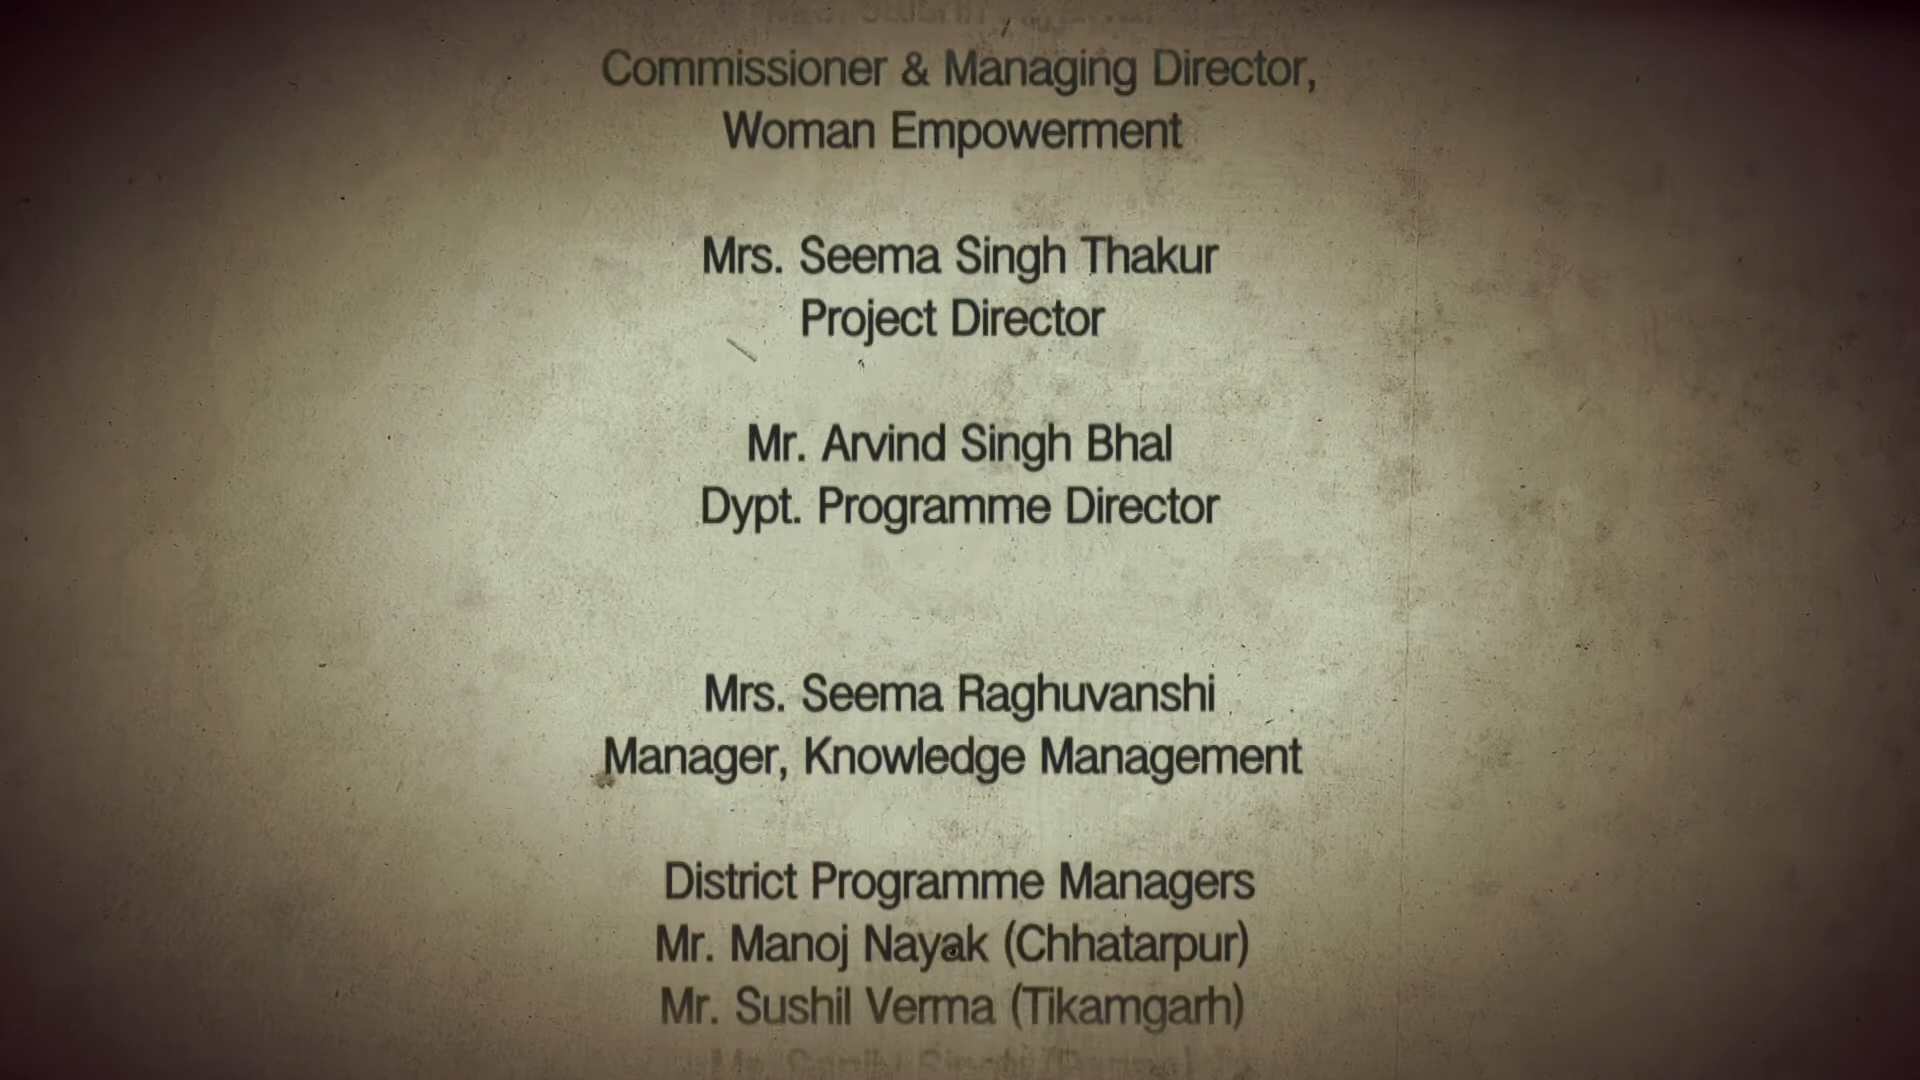 Commissioner & Managing Director,
Woman Empowerment
Mrs. Seema Singh Thakur
Project Director
Mr. Arvind Singh Bhal
Dypt. Programme Director
Mrs. Seema Raghuvanshi
Manager, Knowledge Management
District Programme Managers
Mr. Manoj Nayak (Chhatarpur)
Mr. Sushil Verma (Tikamgarh)